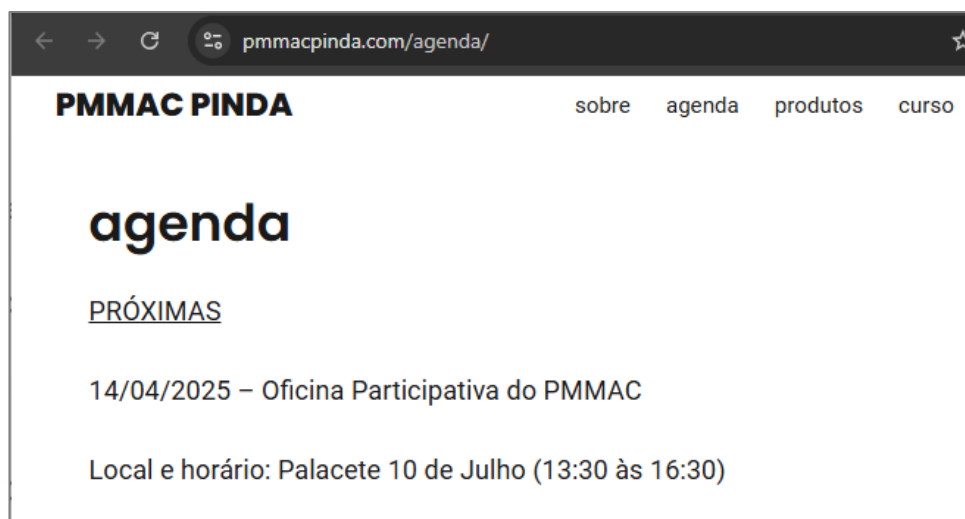 pmmacpinda.com/agenda/
PMMAC PINDA sobre agenda produtos curso
agenda
PRÓXIMAS
14/04/2025 – Oficina Participativa do PMMAC
Local e horário: Palacete 10 de Julho (13:30 às 16:30)